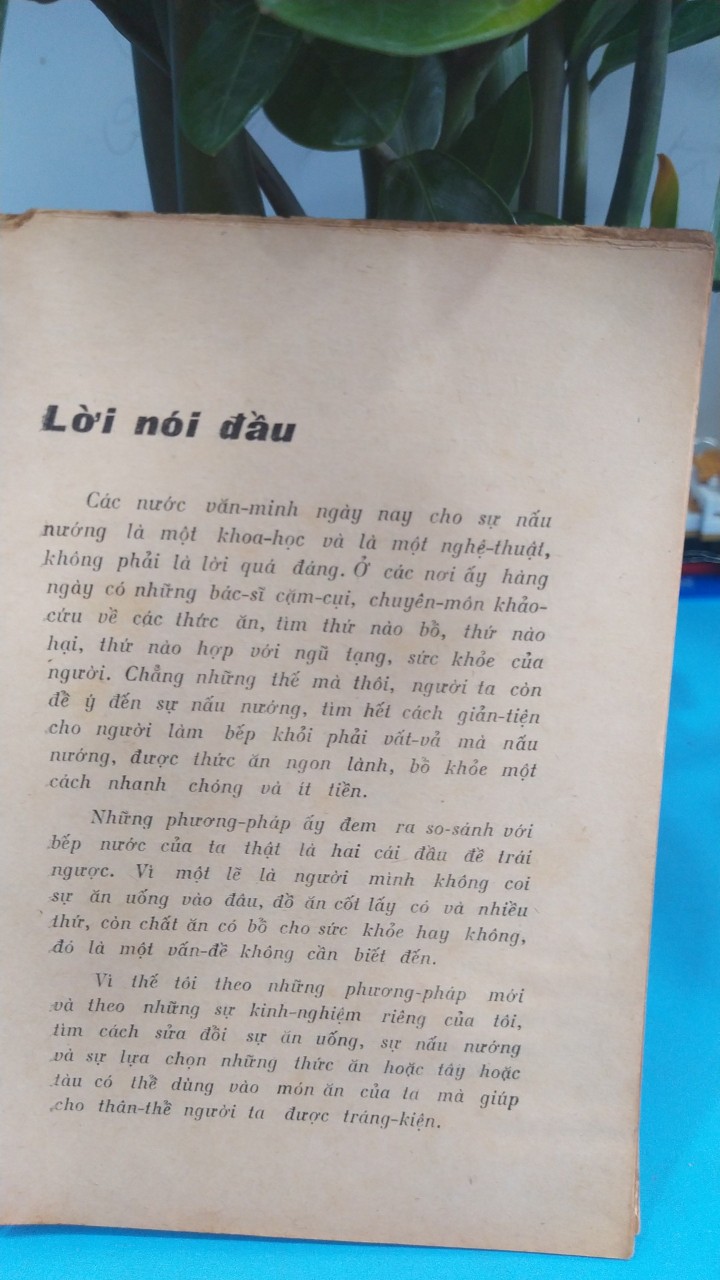 Lời nói đầu
Các nước văn-minh ngày nay cho sự nấu
nướng là một khoa-học và là một nghệ-thuật,
không phải là lời quá đáng. Ở các nơi ấy hàng
ngày có những bác-sĩ cặm-cụi, chuyên-môn khảo-
cứu về các thức ăn, tìm thứ nào bổ, thứ nào
hại, thứ nào hợp với ngũ tạng, sức khỏe của
người. Chẳng những thế mà thôi, người ta còn
để ý đến sự nấu nướng, tìm hết cách giản-tiện
cho người làm bếp khỏi phải vất-vả mà nấu
nướng, được thức ăn ngon lành, bổ khỏe một
cách nhanh chóng và ít tiền.
Những phương-pháp ấy đem ra so-sánh với
bếp nước của ta thật là hai cái đầu đề trái
ngược. Vì một lẽ là người mình không coi
sự ăn uống vào đâu, đồ ăn cốt lấy có và nhiều
thứ, còn chất ăn có bổ cho sức khỏe hay không,
đó là một vấn-đề không cần biết đến.
Vì thế tôi theo những phương-pháp mới
và theo những sự kinh-nghiệm riêng của tôi,
tìm cách sửa đổi sự ăn uống, sự nấu nướng
và sự lựa chọn những thức ăn hoặc tây hoặc
tàu có thể dùng vào món ăn của ta mà giúp
cho thân-thể người ta được tráng-kiện.